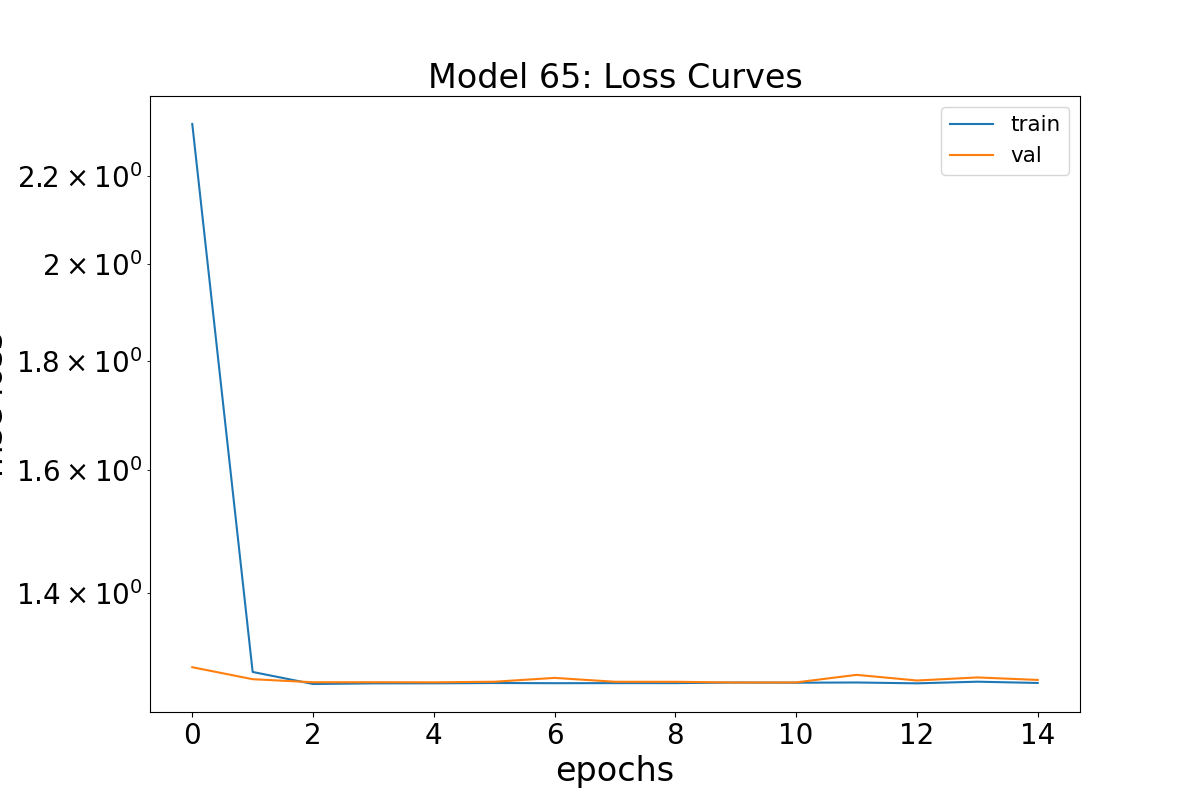 Model 65: Loss Curves
train
val
2.2 × 10⁰
2 × 10⁰
1.8 × 10⁰
1.6 × 10⁰
1.4 × 10⁰
0 2 4 6 8 10 12 14
epochs